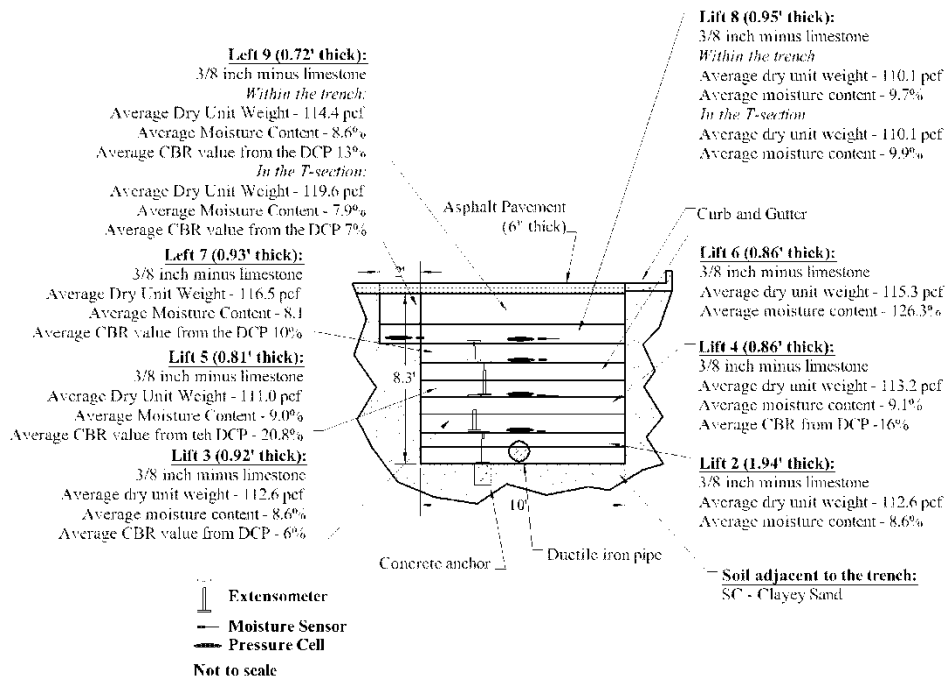 Left 9 (0.72' thick):
3/8 inch minus limestone
Within the trench:
Average Dry Unit Weight - 114.4 pcf
Average Moisture Content - 8.6%
Average CBR value from the DCP 13%
In the T-section:
Average Dry Unit Weight - 119.6 pcf
Average Moisture Content - 7.9%
Average CBR value from the DCP 7%
Left 7 (0.93' thick):
3/8 inch minus limestone
Average Dry Unit Weight - 116.5 pcf
Average Moisture Content - 8.1
Average CBR value from the DCP 10%
Lift 5 (0.81' thick):
3/8 inch minus limestone
Average Dry Unit Weight - 111.0 pcf
Average Moisture Content - 9.0%
Average CBR value from teh DCP - 20.8%
Lift 3 (0.92' thick):
3/8 inch minus limestone
Average dry unit weight - 112.6 pcf
Average moisture content - 8.6%
Average CBR value from DCP - 6%
Asphalt Pavement
(6" thick)
8.3'
10'
Concrete anchor
Ductile iron pipe
Lift 8 (0.95' thick):
3/8 inch minus limestone
Within the trench
Average dry unit weight - 110.1 pcf
Average moisture content - 9.7%
In the T-section
Average dry unit weight - 110.1 pcf
Average moisture content - 9.9%
Curb and Gutter
Lift 6 (0.86' thick):
3/8 inch minus limestone
Average dry unit weight - 115.3 pcf
Average moisture content - 126.3%
Lift 4 (0.86' thick):
3/8 inch minus limestone
Average dry unit weight - 113.2 pcf
Average moisture content - 9.1%
Average CBR from DCP -16%
Lift 2 (1.94' thick):
3/8 inch minus limestone
Average dry unit weight - 112.6 pcf
Average moisture content - 8.6%
Soil adjacent to the trench:
SC - Clayey Sand
Extensometer
Moisture Sensor
Pressure Cell
Not to scale